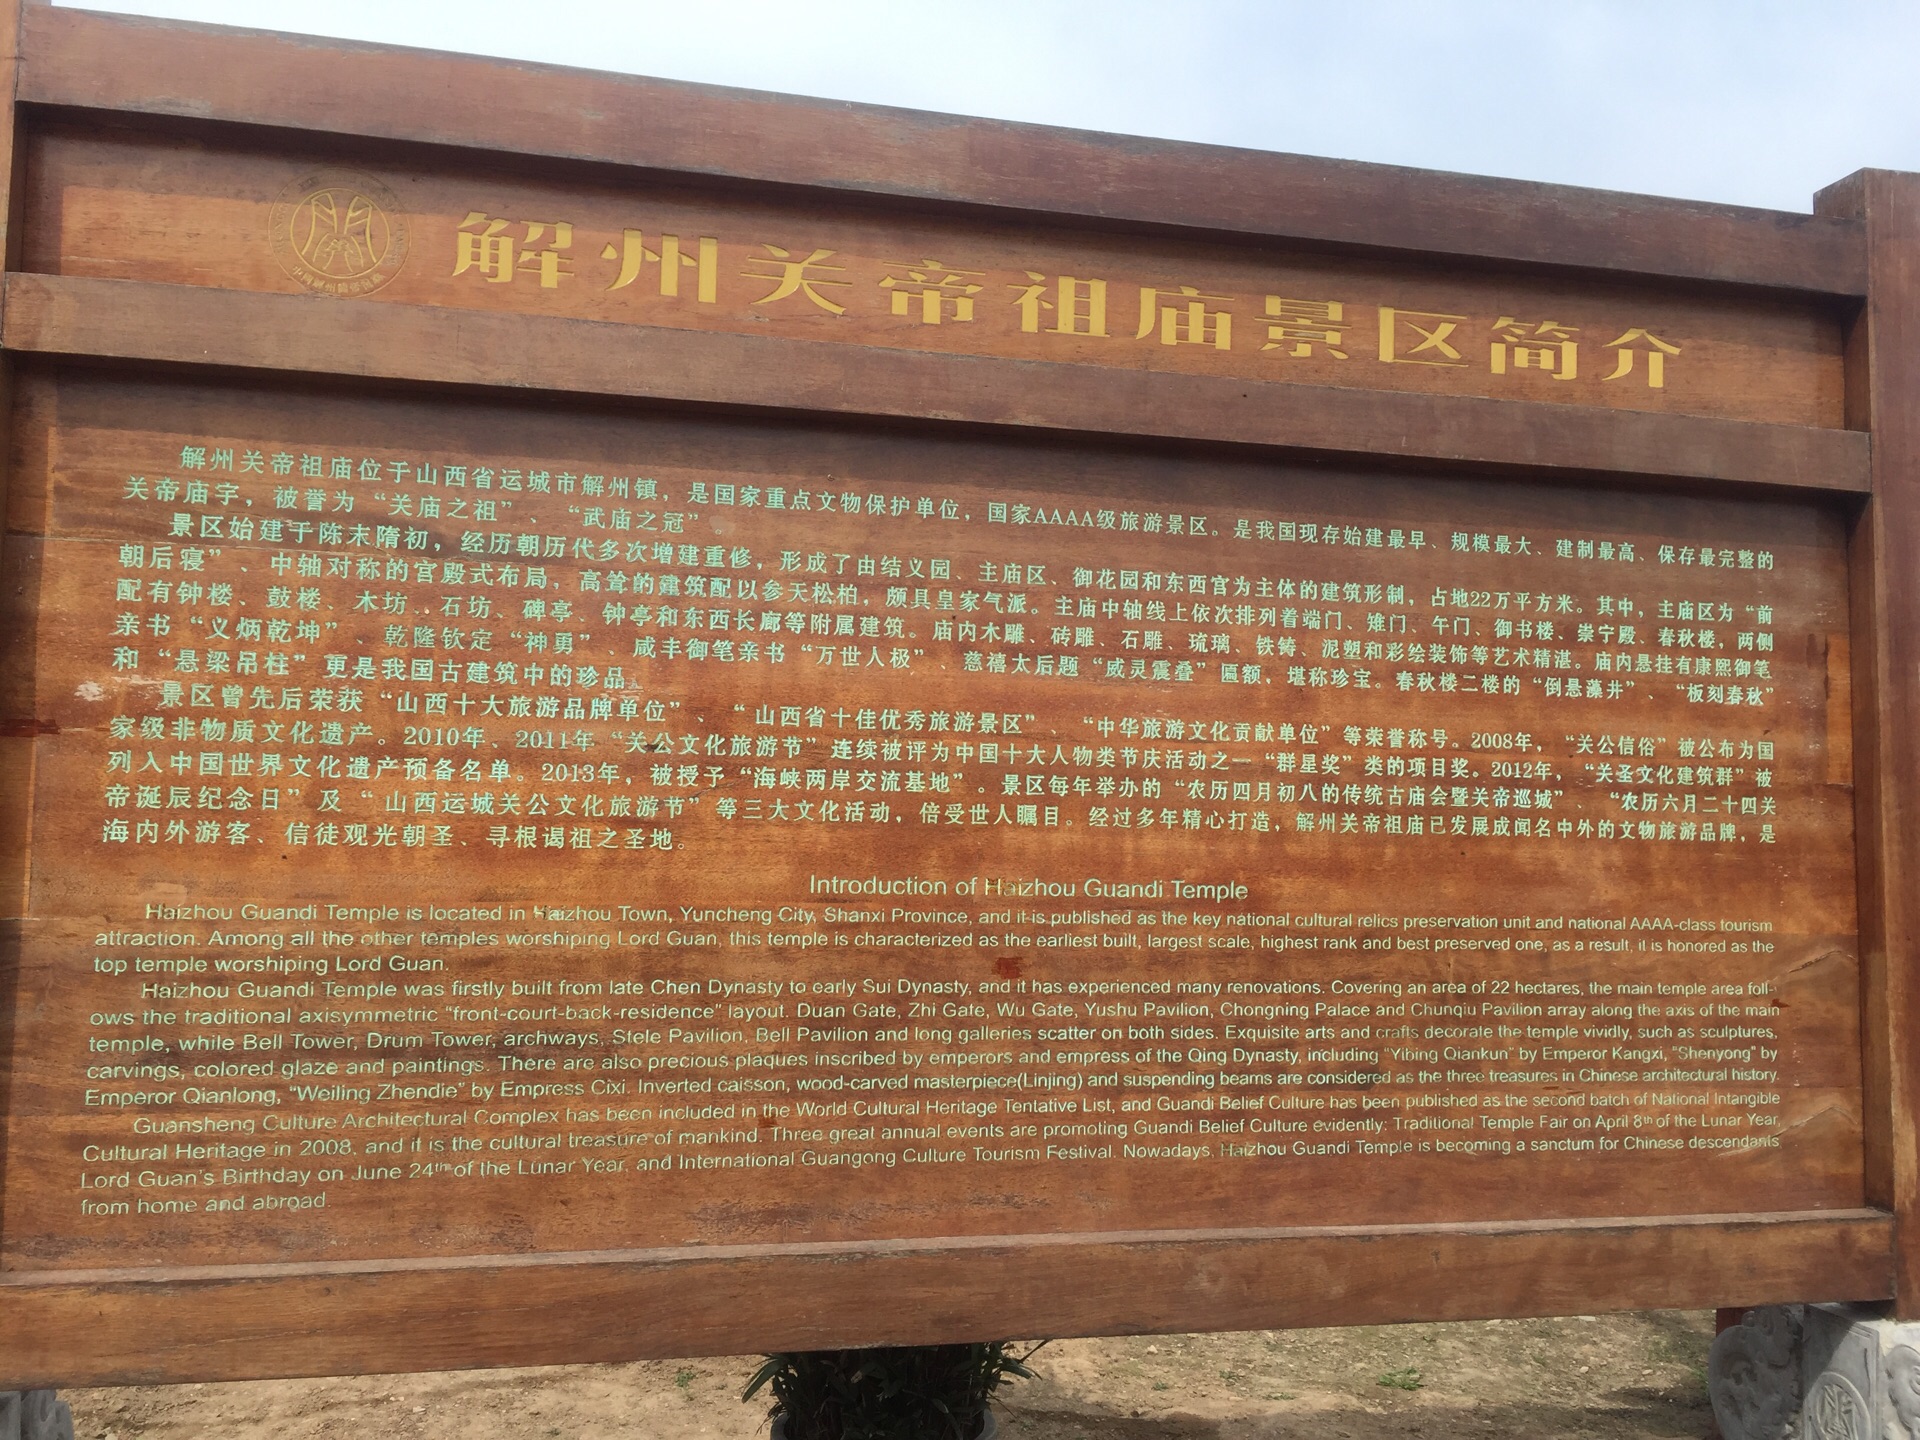 解州关帝祖庙景区简介
解州关帝祖庙位于山西省运城市解州镇，是国家重点文物保护单位，国家AAAA级旅游景区。是我国现存始建最早、规模最大、建制最高、保存最完整的
关帝庙宇，被誉为“关庙之祖”、“武庙之冠”。
景区始建于陈末隋初，经历朝历代多次增建重修，形成了由结义园、主庙区、御花园和东西宫为主体的建筑形制，占地22万平方米。其中，主庙区为“前
朝后寝”、中轴对称的宫殿式布局，高耸的建筑配以参天松柏，颇具皇家气派。主庙中轴线上依次排列着端门、雉门、午门、御书楼、崇宁殿、春秋楼，两侧
配有钟楼、鼓楼、木坊、石坊、碑亭、钟亭和东西长廊等附属建筑。庙内木雕、砖雕、石雕、琉璃、铁铸、泥塑和彩绘装饰等艺术精湛。庙内悬挂有康熙御笔
亲书“义炳乾坤”、乾隆钦定“神勇”、咸丰御笔亲书“万世人极”、慈禧太后题“威灵震叠”匾额，堪称珍宝。春秋楼二楼的“倒悬藻井”、“板刻春秋”
和“悬梁吊柱”更是我国古建筑中的珍品。
景区曾先后荣获“山西十大旅游品牌单位”、“山西省十佳优秀旅游景区”、“中华旅游文化贡献单位”等荣誉称号。2008年，“关公信俗”被公布为国
家级非物质文化遗产。2010年、2011年“关公文化旅游节”连续被评为中国十大人物类节庆活动之一“群星奖”类的项目奖。2012年，“关圣文化建筑群”被
列入中国世界文化遗产预备名单。2013年，被授予“海峡两岸交流基地”。景区每年举办的“农历四月初八的传统古庙会暨关帝巡城”、“农历六月二十四关
帝诞辰纪念日”及“山西运城关公文化旅游节”等三大文化活动，倍受世人瞩目。经过多年精心打造，解州关帝祖庙已发展成闻名中外的文物旅游品牌，是
海内外游客、信徒观光朝圣、寻根谒祖之圣地。
Introduction of Haizhou Guandi Temple
Haizhou Guandi Temple is located in Haizhou Town, Yuncheng City, Shanxi Province, and it is published as the key national cultural relics preservation unit and national AAAA-class tourism
attraction. Among all the other temples worshiping Lord Guan, this temple is characterized as the earliest built, largest scale, highest rank and best preserved one, as a result, it is honored as the
top temple worshiping Lord Guan.
Haizhou Guandi Temple was firstly built from late Chen Dynasty to early Sui Dynasty, and it has experienced many renovations. Covering an area of 22 hectares, the main temple area foll-
ows the traditional axisymmetric "front-court-back-residence" layout. Duan Gate, Zhi Gate, Wu Gate, Yushu Pavilion, Chongning Palace and Chunqiu Pavilion array along the axis of the main
temple, while Bell Tower, Drum Tower, archways, Stele Pavilion, Bell Pavilion and long galleries scatter on both sides. Exquisite arts and crafts decorate the temple vividly, such as sculptures,
carvings, colored glaze and paintings. There are also precious plaques inscribed by emperors and empress of the Qing Dynasty, including "Yibing Qiankun" by Emperor Kangxi, "Shenyong" by
Emperor Qianlong, "Weiling Zhendie" by Empress Cixi. Inverted caisson, wood-carved masterpiece(Linjing) and suspending beams are considered as the three treasures in Chinese architectural history.
Guansheng Culture Architectural Complex has been included in the World Cultural Heritage Tentative List, and Guandi Belief Culture has been published as the second batch of National Intangible
Cultural Heritage in 2008, and it is the cultural treasure of mankind. Three great annual events are promoting Guandi Belief Culture evidently: Traditional Temple Fair on April 8th of the Lunar Year,
Lord Guan's Birthday on June 24th of the Lunar Year, and International Guangong Culture Tourism Festival. Nowadays, Haizhou Guandi Temple is becoming a sanctum for Chinese descendants
from home and abroad.